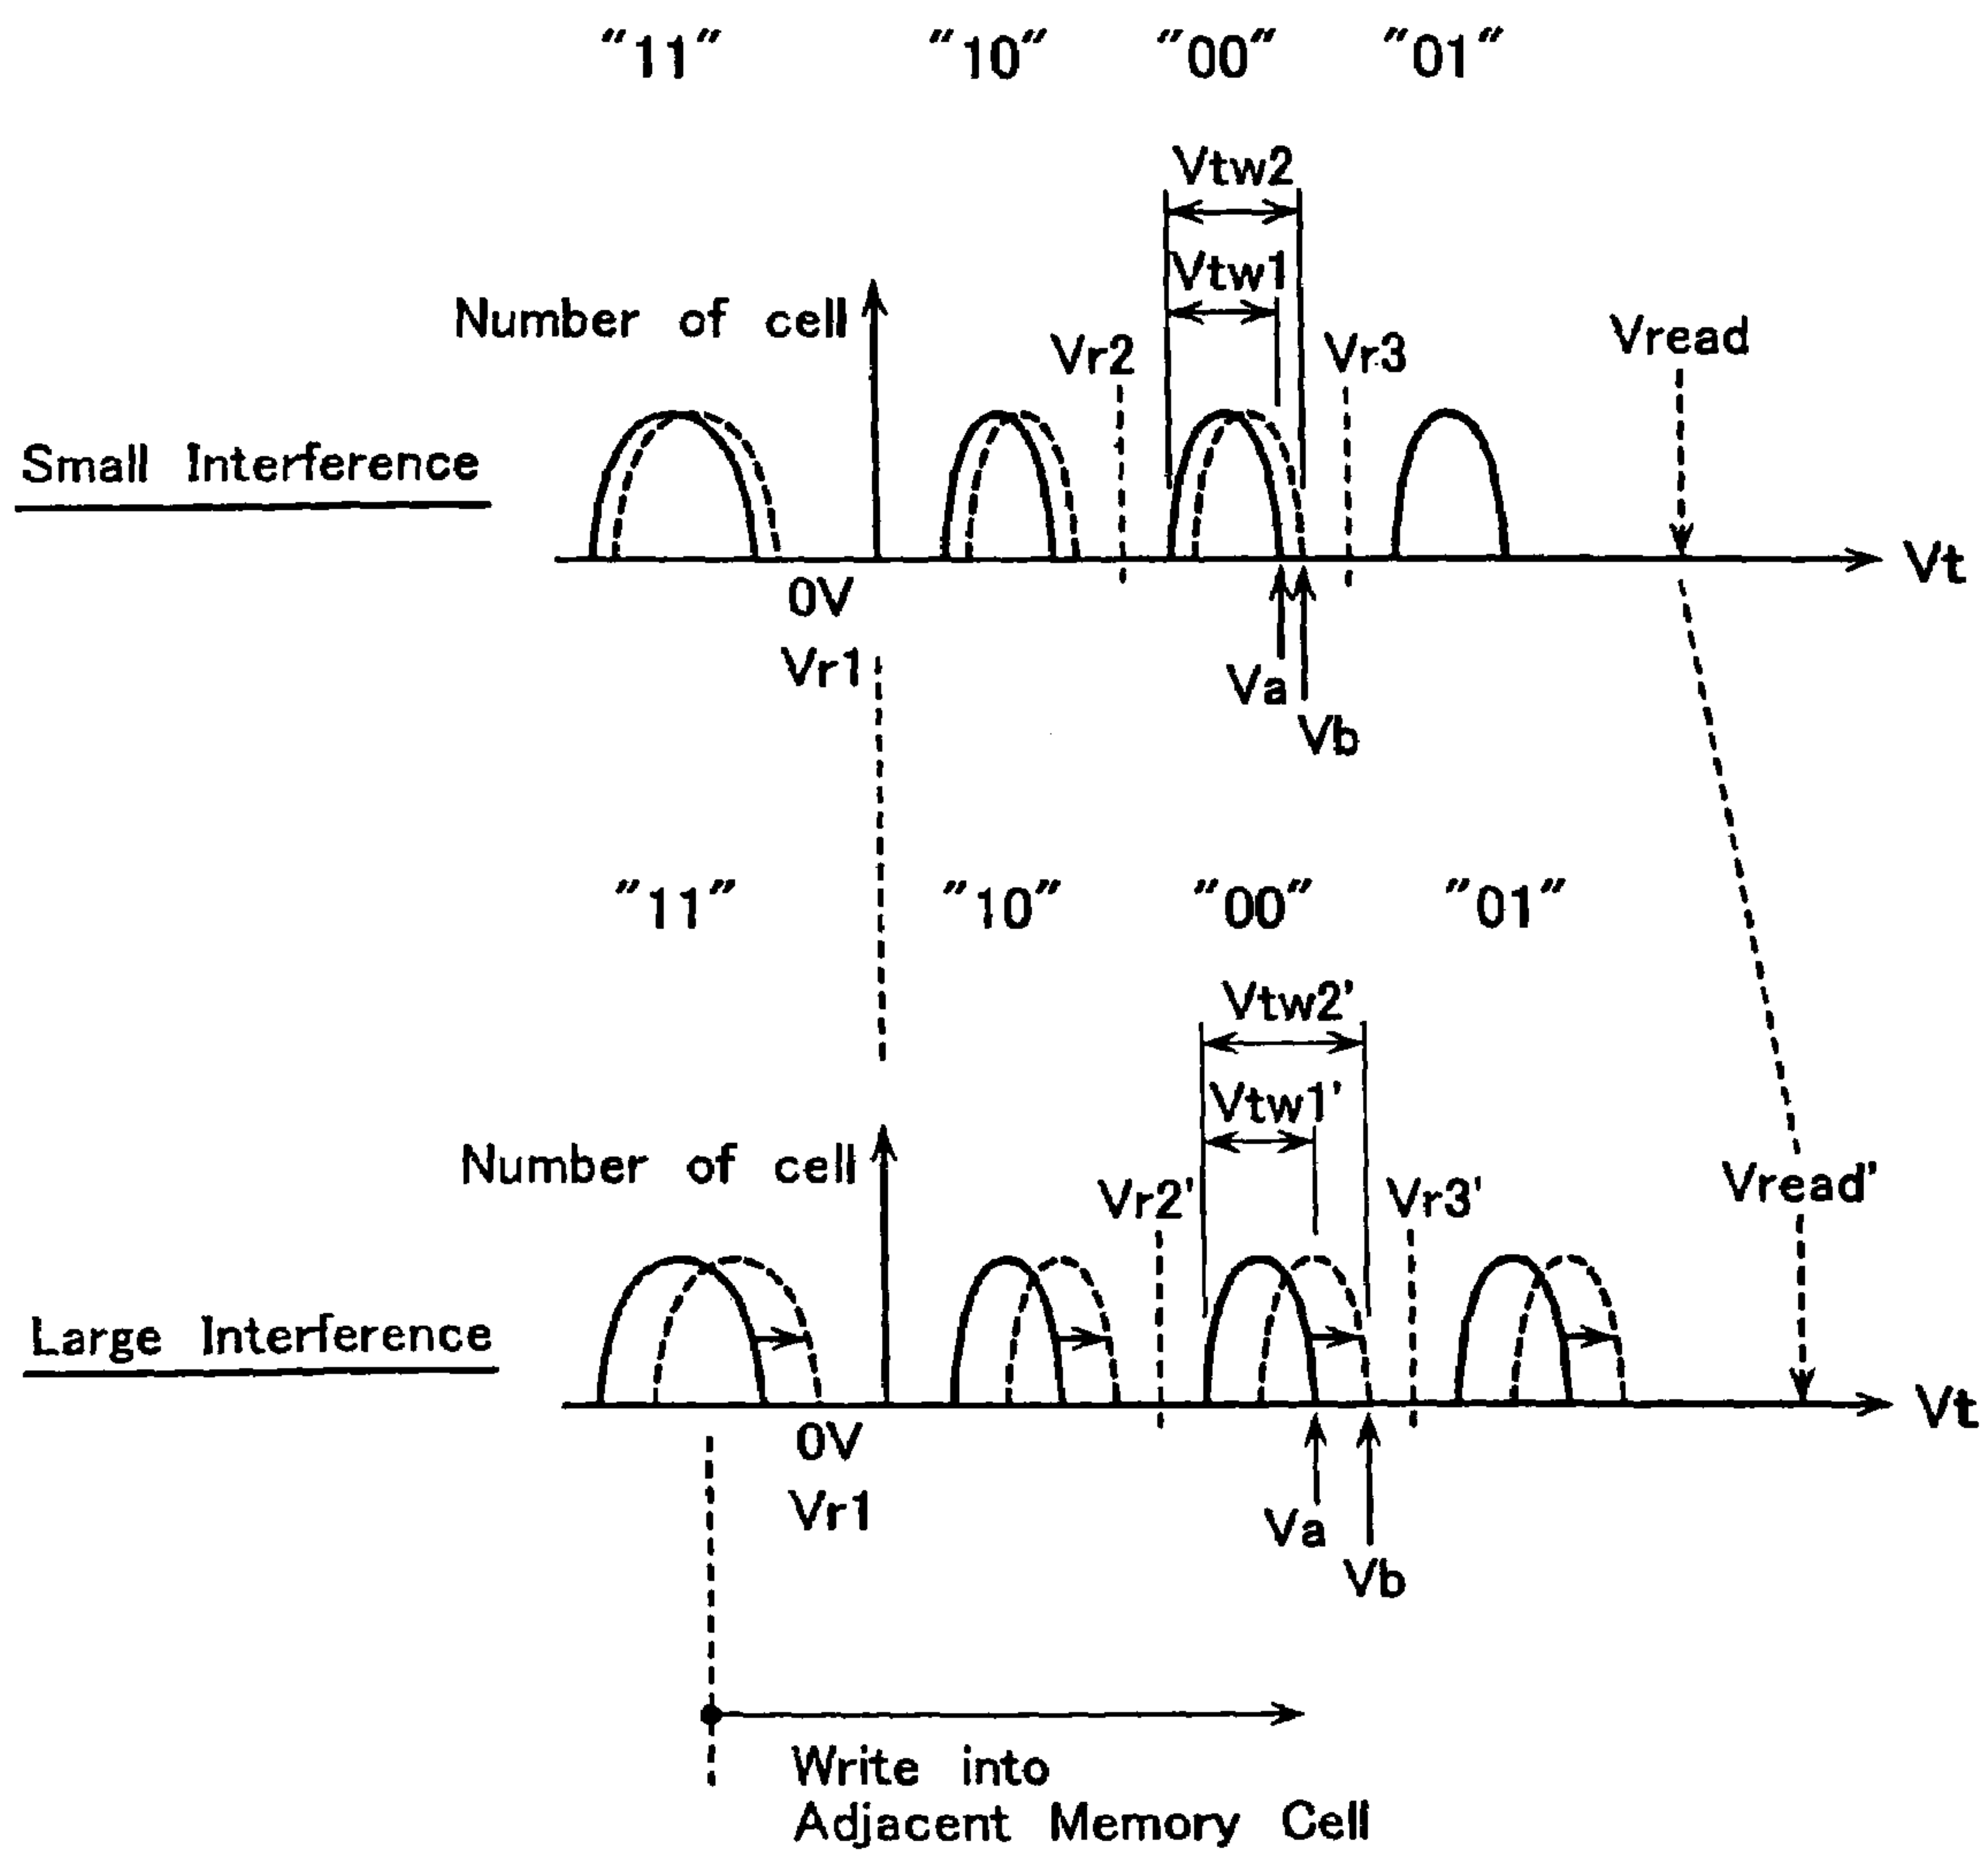 "11" "10" "00" "01"
Vtw2
Vtw1
Number of cell
Vr2 Vr3 Vread
Small Interference
Vt
0V
Vr1
Va
Vb
"11" "10" "00" "01"
Vtw2'
Vtw1'
Number of cell
Vr2' Vr3' Vread'
Large Interference
Vt
0V
Vr1
Va
Vb
Write into
Adjacent Memory Cell